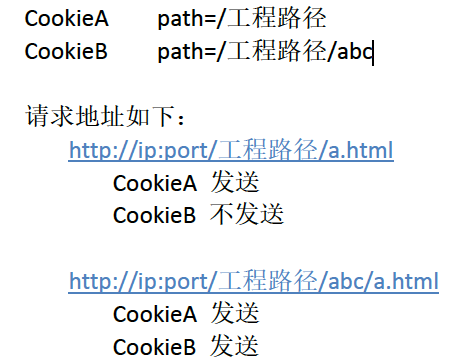 CookieA path=/工程路径
CookieB path=/工程路径/abc
请求地址如下：
http://ip:port/工程路径/a.html
CookieA 发送
CookieB 不发送
http://ip:port/工程路径/abc/a.html
CookieA 发送
CookieB 发送